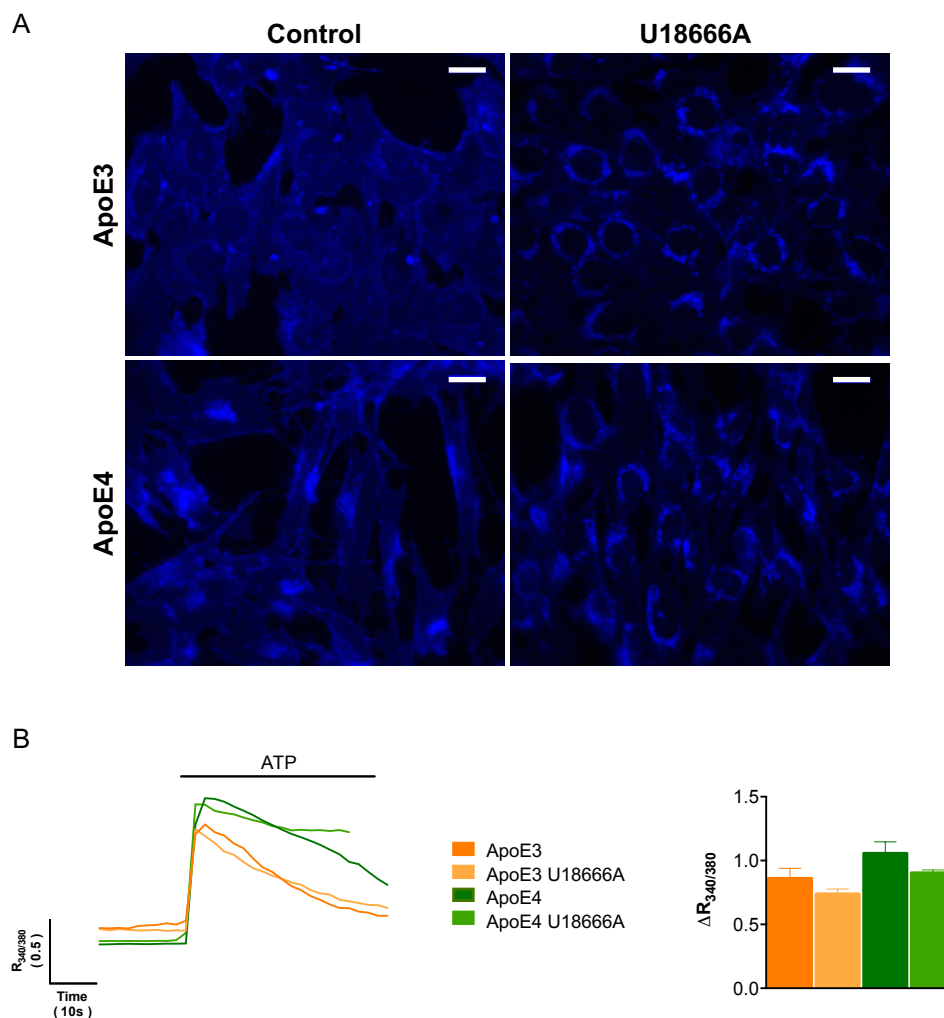 A
Control
U18666A
ApoE3
ApoE4
B
ATP
R340/380
(0.5)
Time
(10s)
ApoE3
ApoE3 U18666A
ApoE4
ApoE4 U18666A
ΔR340/380
1.5
1.0
0.5
0.0